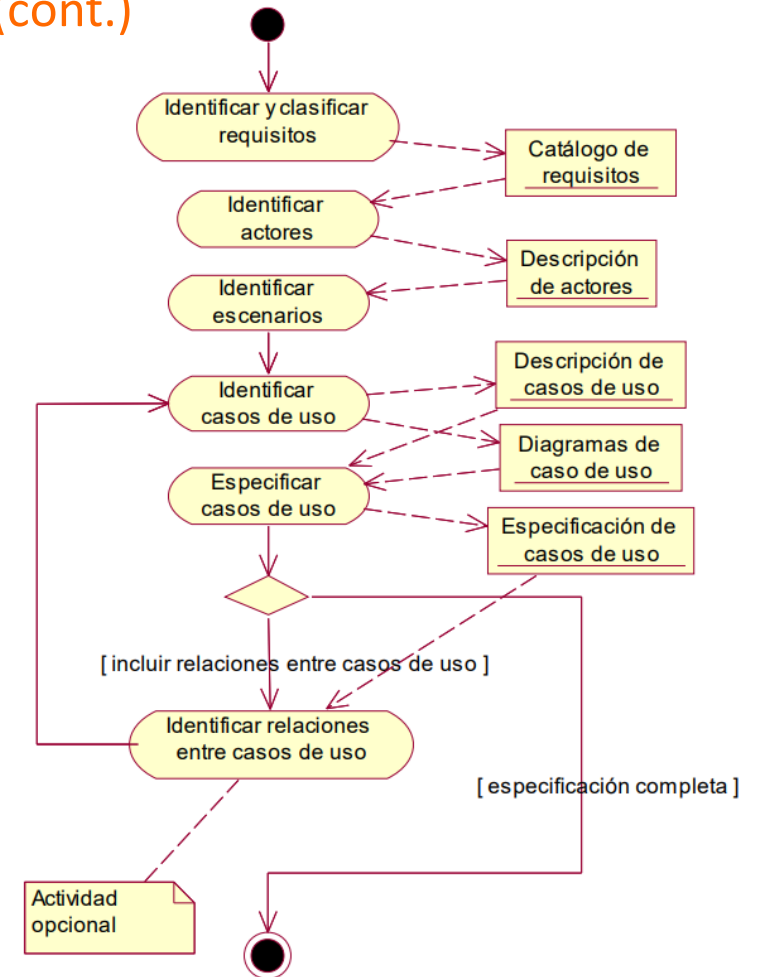 (cont.)
Identificar y clasificar
requisitos
Catálogo de
requisitos
Identificar
actores
Descripción
de actores
Identificar
escenarios
Descripción de
casos de uso
Identificar
casos de uso
Diagramas de
caso de uso
Especificar
casos de uso
Especificación de
casos de uso
[ incluir relaciones entre casos de uso ]
Identificar relaciones
entre casos de uso
[ especificación completa ]
Actividad
opcional